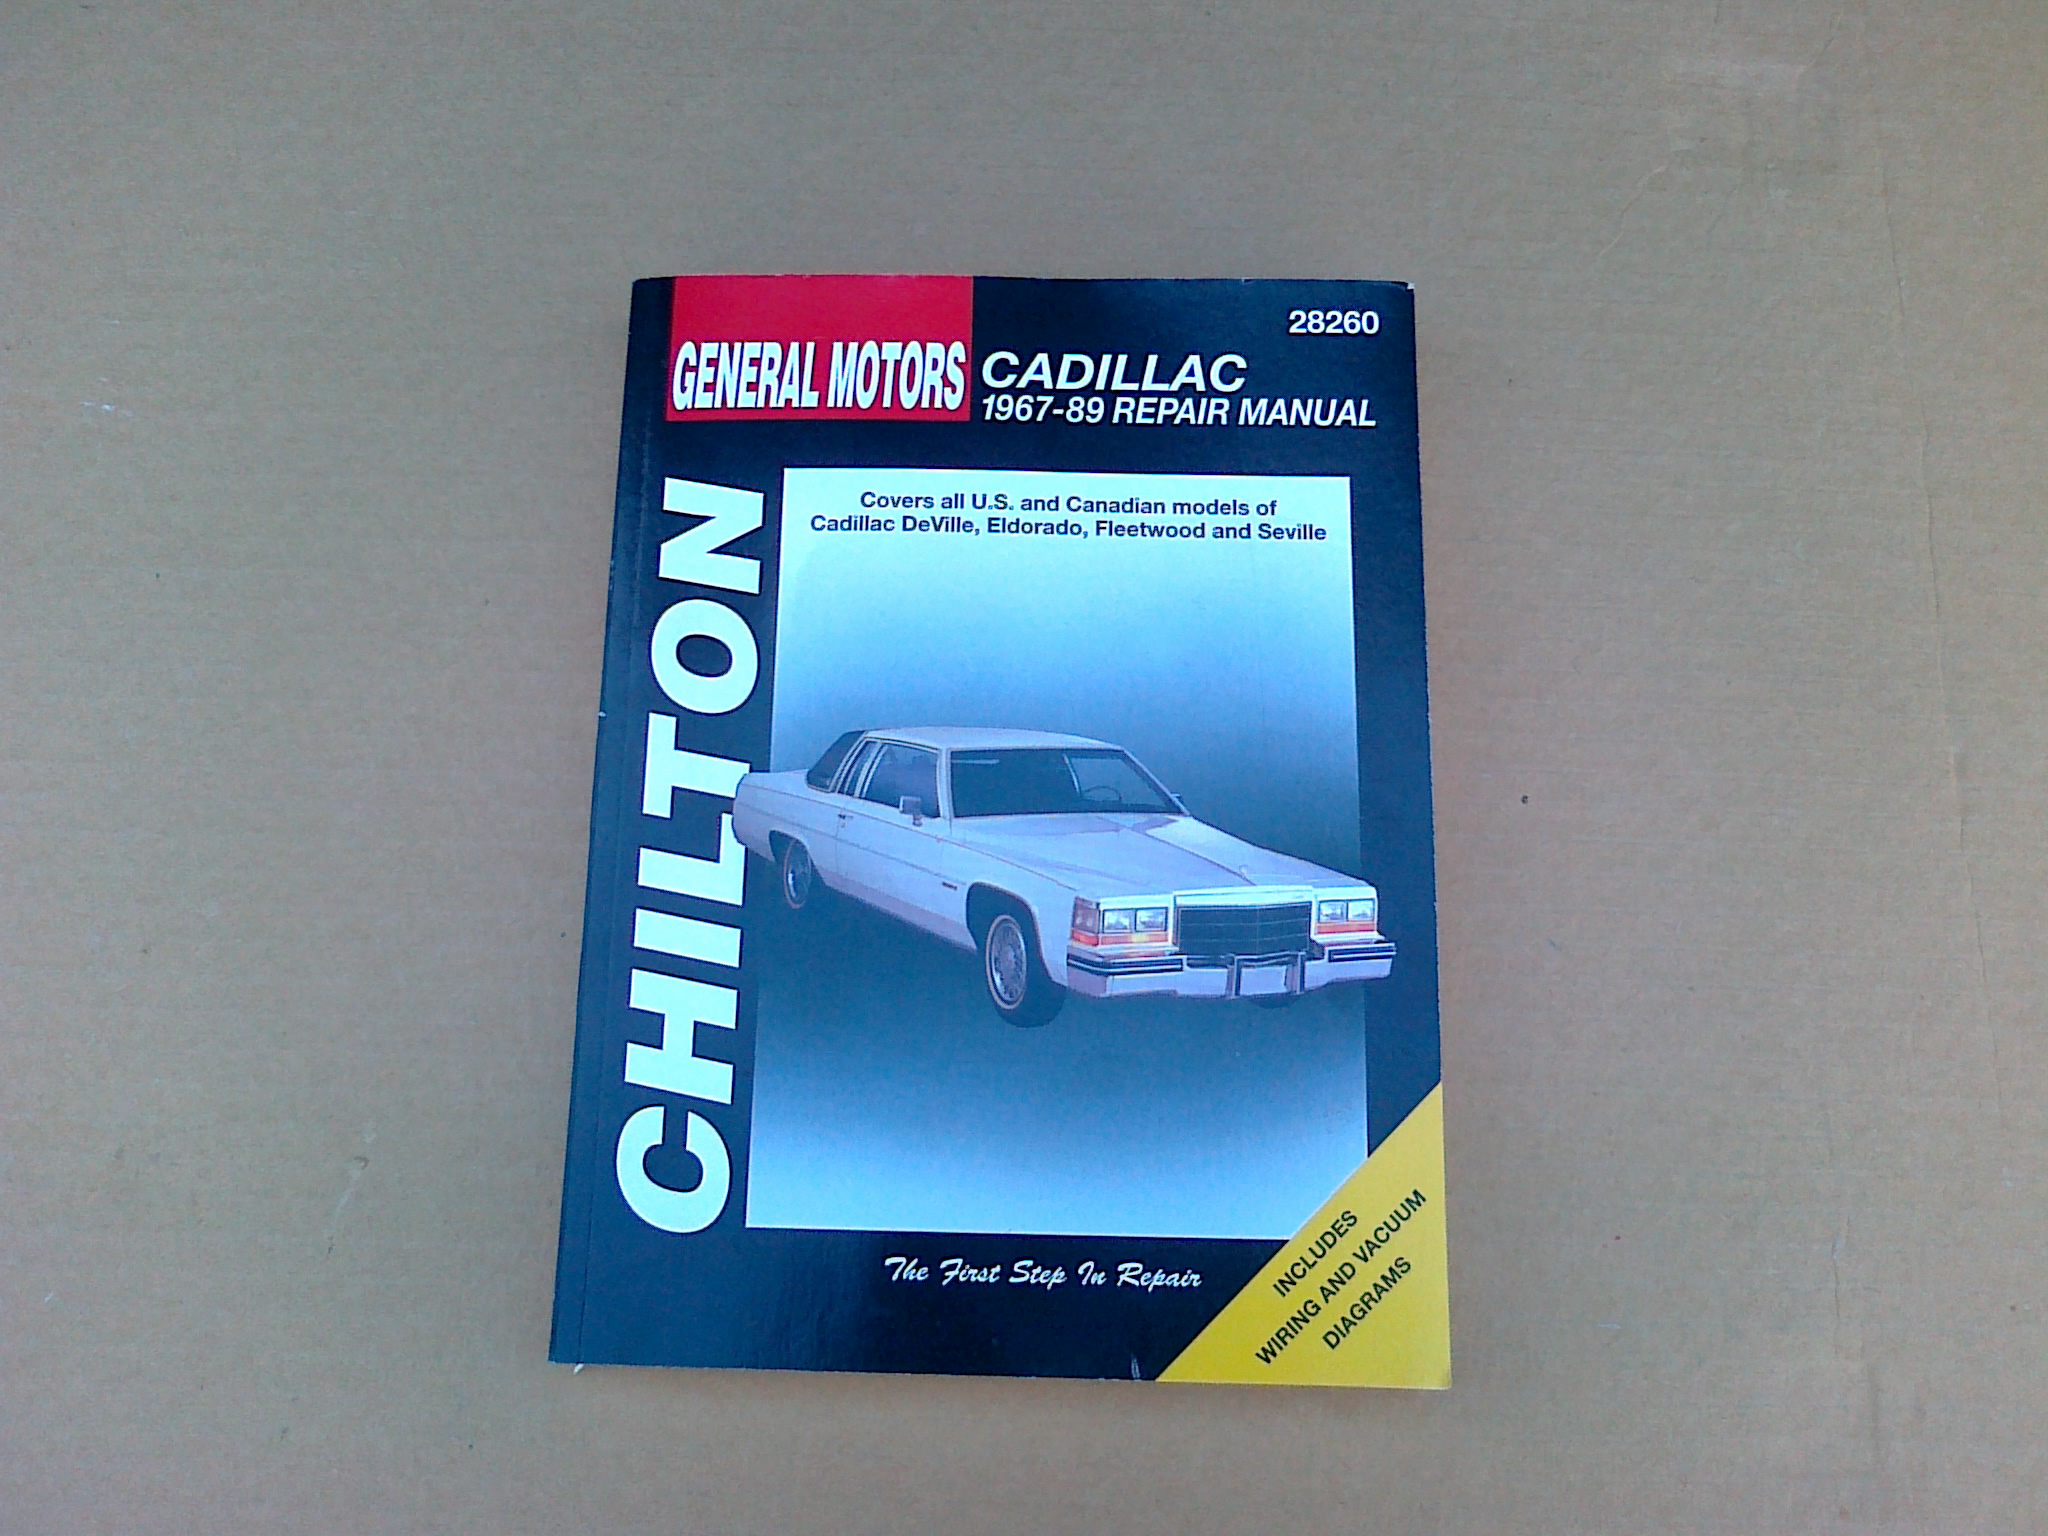 28260
GENERAL MOTORS
CADILLAC
1967-89 REPAIR MANUAL
CHILTON
Covers all U.S. and Canadian models of
Cadillac DeVille, Eldorado, Fleetwood and Seville
The First Step In Repair
INCLUDES
WIRING AND VACUUM
DIAGRAMS